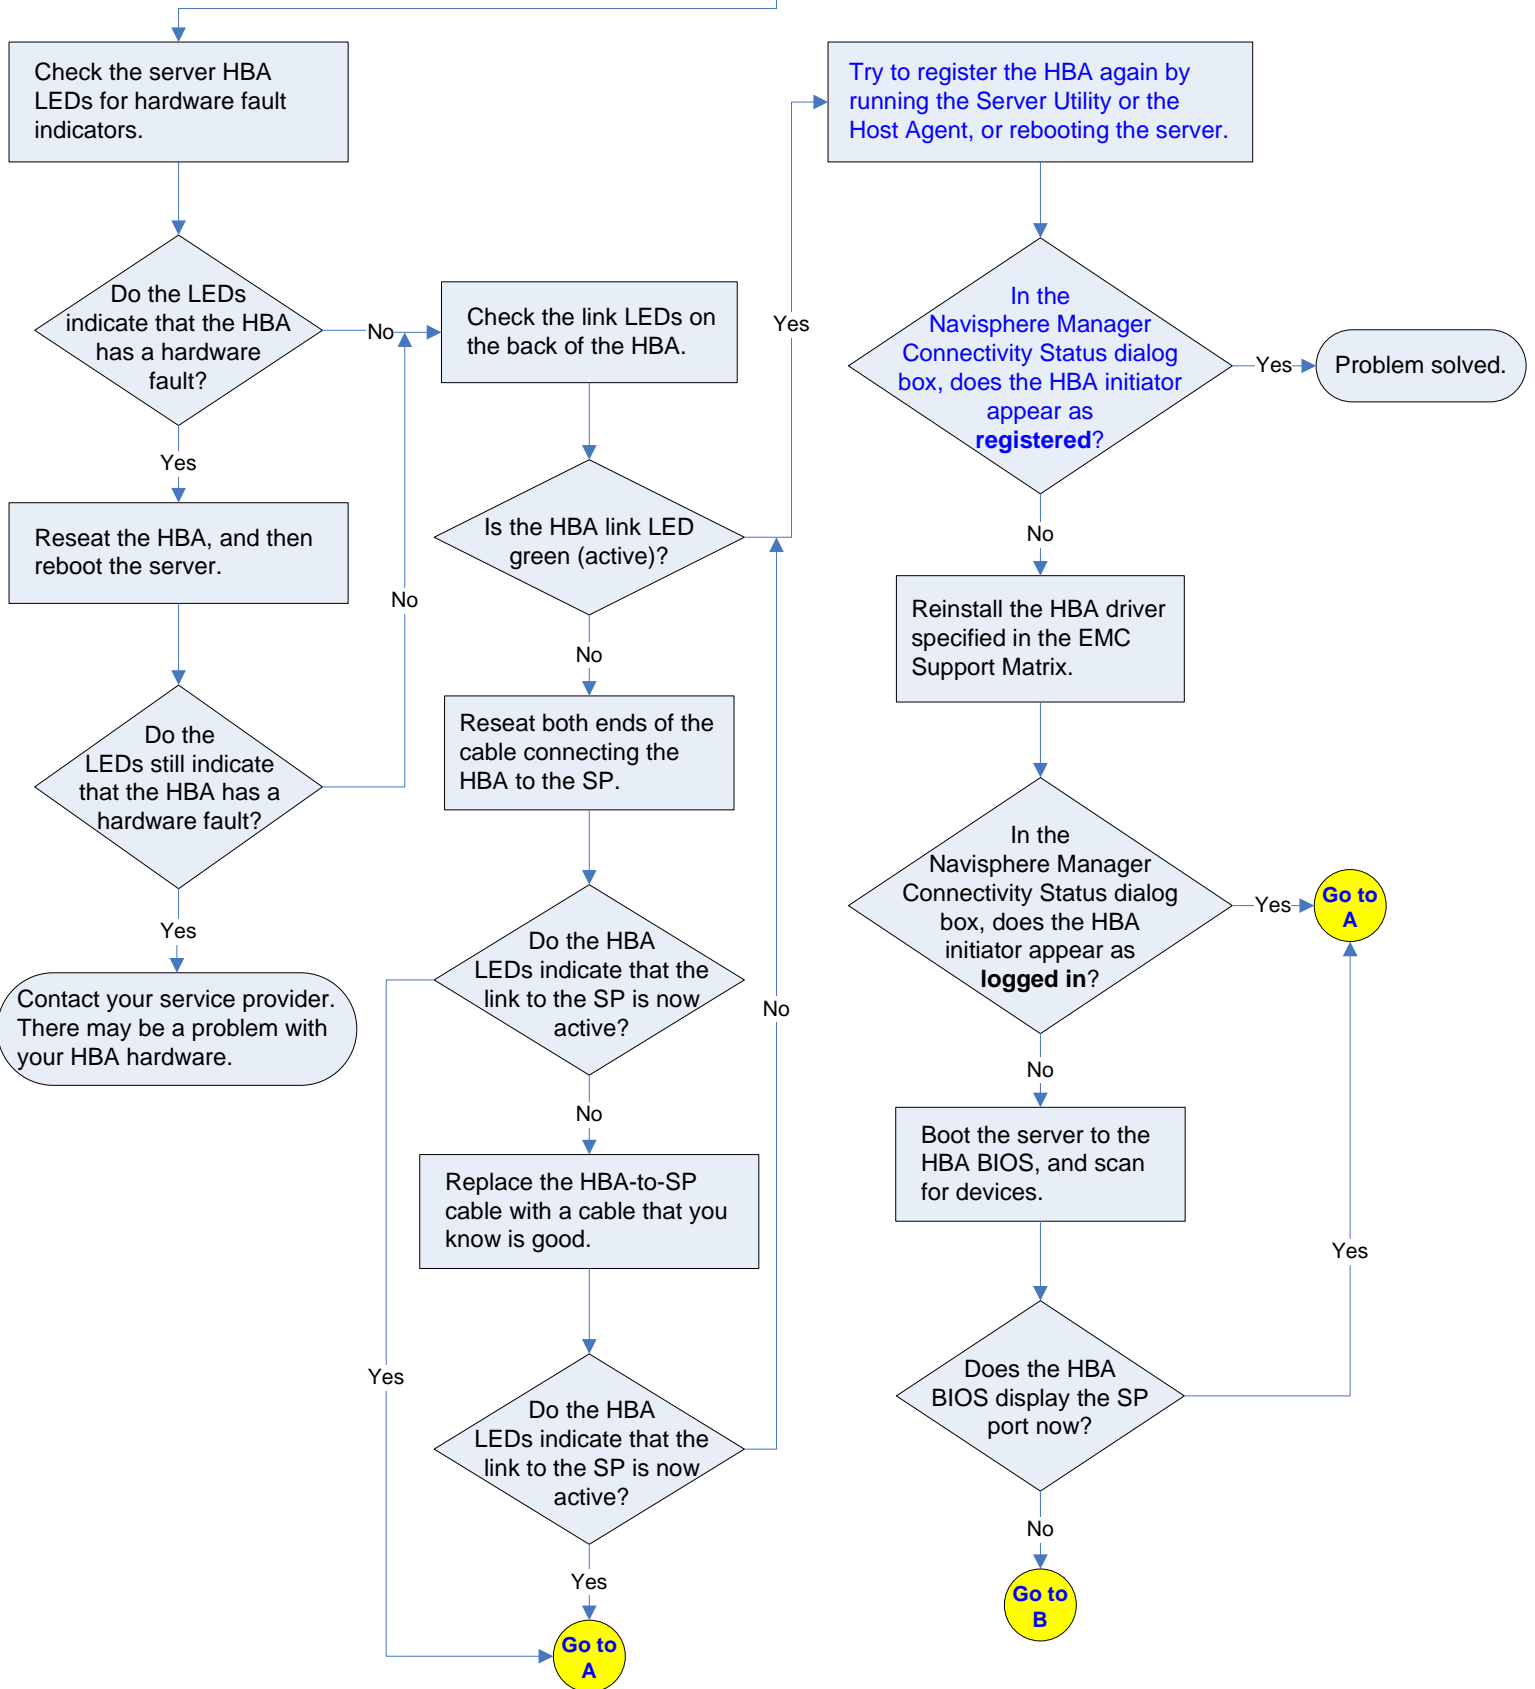 Check the server HBA
LEDs for hardware fault
indicators.
Do the LEDs
indicate that the HBA
has a hardware
fault?
No
Yes
Reseat the HBA, and then
reboot the server.
Do the
LEDs still indicate
that the HBA has a
hardware fault?
No
Yes
Contact your service provider.
There may be a problem with
your HBA hardware.
Check the link LEDs on
the back of the HBA.
Is the HBA link LED
green (active)?
Yes
No
Reseat both ends of the
cable connecting the
HBA to the SP.
Do the HBA
LEDs indicate that the
link to the SP is now
active?
Yes
No
Replace the HBA-to-SP
cable with a cable that you
know is good.
Do the HBA
LEDs indicate that the
link to the SP is now
active?
No
Yes
Go to
A
Try to register the HBA again by
running the Server Utility or the
Host Agent, or rebooting the server.
In the
Navisphere Manager
Connectivity Status dialog
box, does the HBA initiator
appear as
registered?
Yes
Problem solved.
No
Reinstall the HBA driver
specified in the EMC
Support Matrix.
In the
Navisphere Manager
Connectivity Status dialog
box, does the HBA
initiator appear as
logged in?
Yes
Go to
A
No
Boot the server to the
HBA BIOS, and scan
for devices.
Does the HBA
BIOS display the SP
port now?
Yes
No
Go to
B